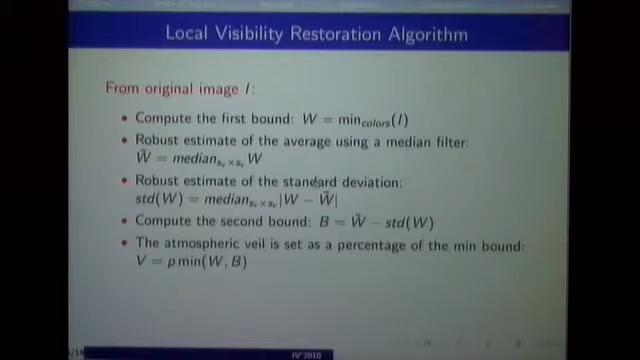 Local Visibility Restoration Algorithm
From original image I:
• Compute the first bound: W = min_colors(I)
• Robust estimate of the average using a median filter:
W̄ = median_{s_v×s_v} W
• Robust estimate of the standard deviation:
std(W) = median_{s_v×s_v}|W − W̄|
• Compute the second bound: B = W̄ − std(W)
• The atmospheric veil is set as a percentage of the min bound:
V = p min(W, B)
IV'2010